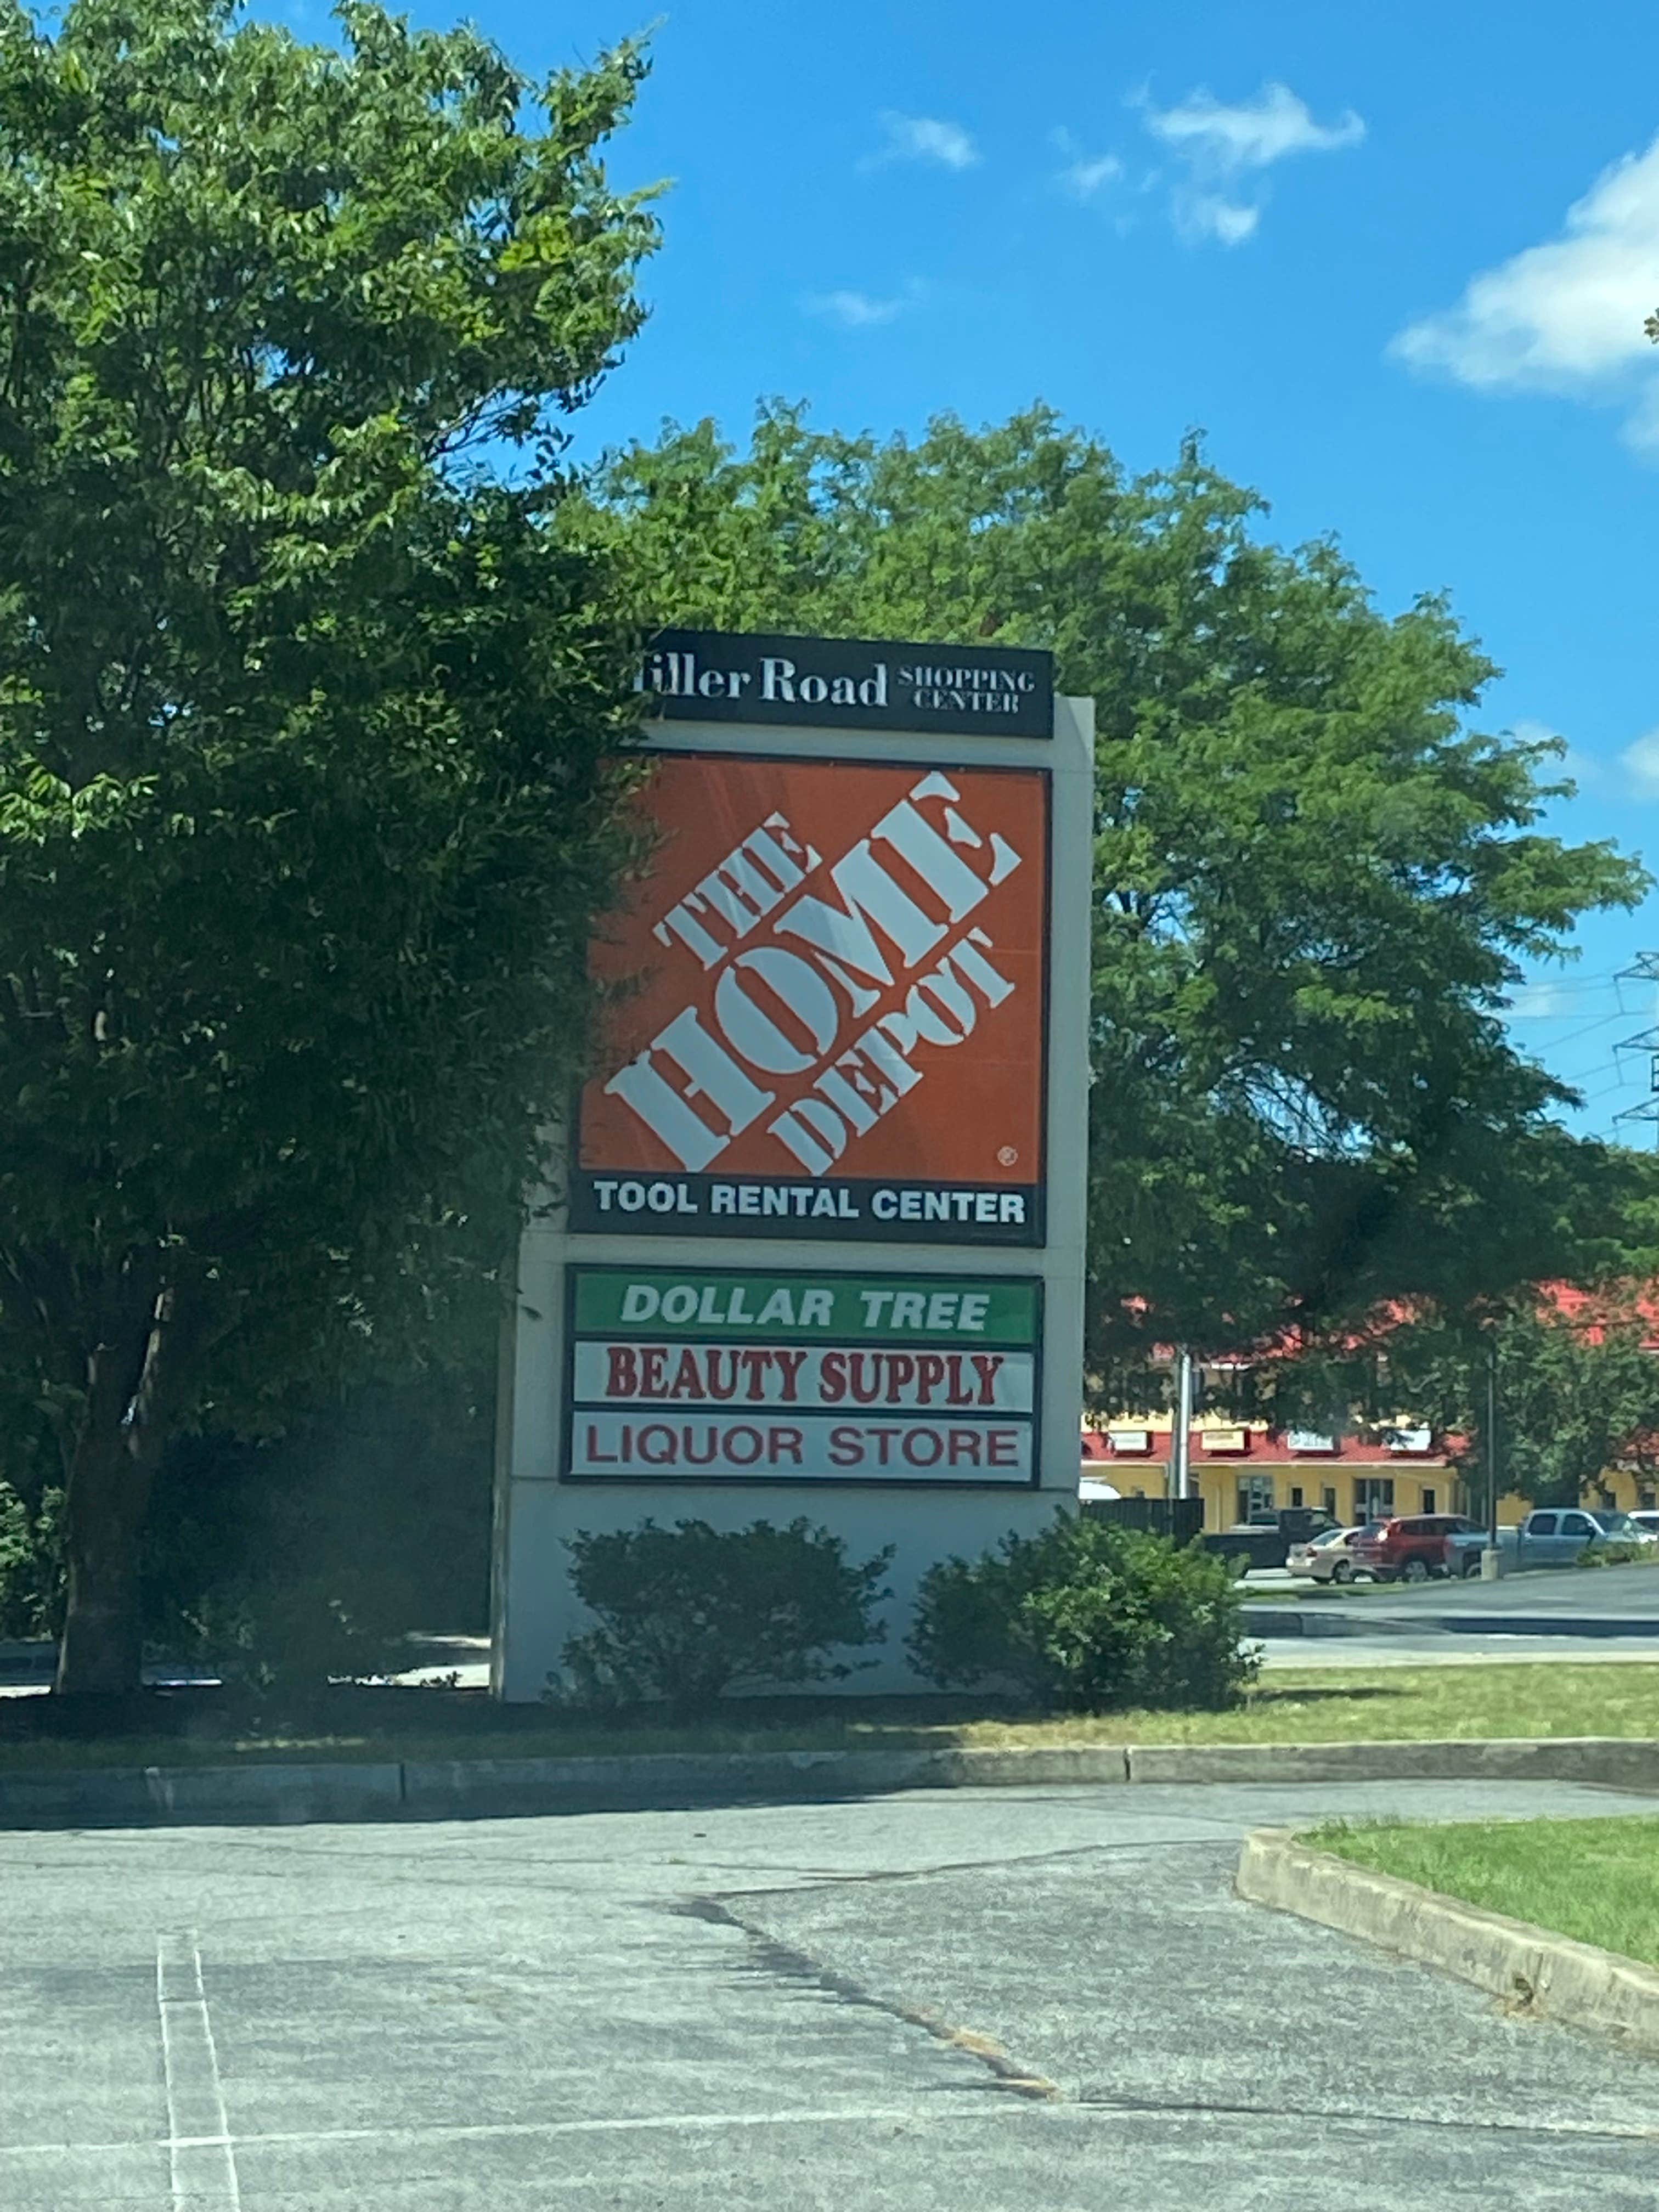 iller Road SHOPPING CENTER
THE
HOME
DEPOT
®
TOOL RENTAL CENTER
DOLLAR TREE
BEAUTY SUPPLY
LIQUOR STORE